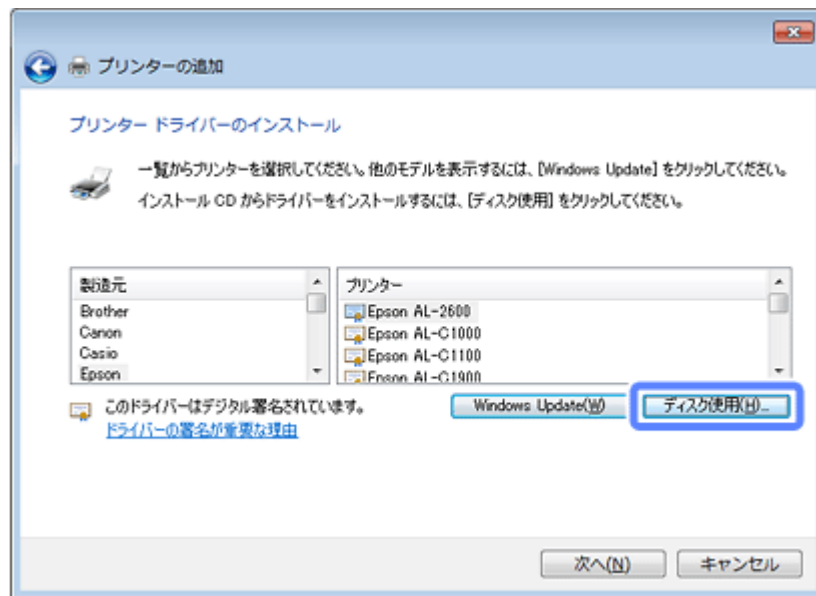 プリンターの追加
プリンター ドライバーのインストール
一覧からプリンターを選択してください。他のモデルを表示するには、[Windows Update] をクリックしてください。
インストール CD からドライバーをインストールするには、[ディスク使用] をクリックしてください。
製造元
Brother
Canon
Casio
Epson
プリンター
Epson AL-2600
Epson AL-C1000
Epson AL-C1100
Epson AL-C1900
このドライバーはデジタル署名されています。
ドライバーの署名が重要な理由
Windows Update(W)
ディスク使用(H)...
次へ(N)
キャンセル